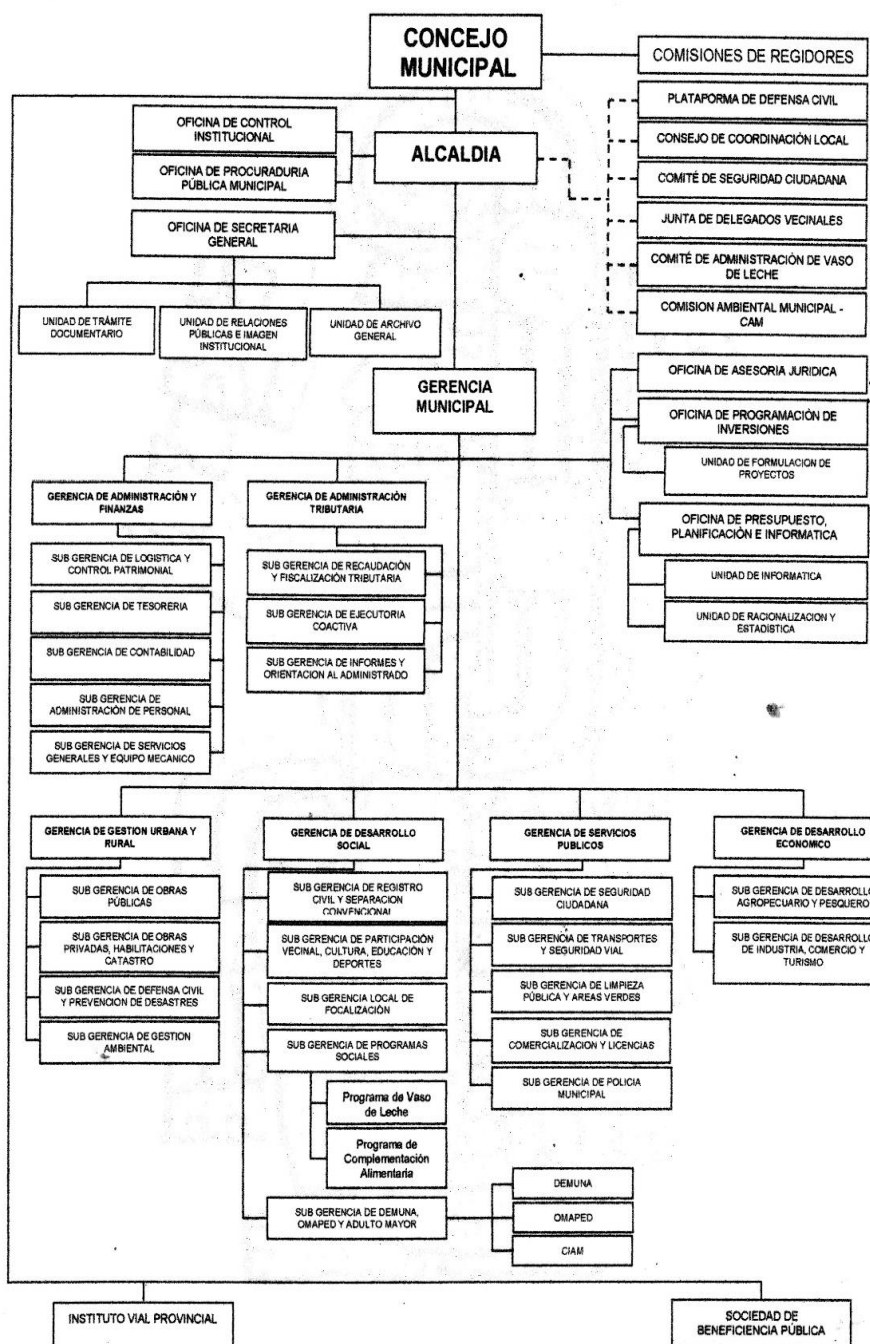 CONCEJO
MUNICIPAL
COMISIONES DE REGIDORES
PLATAFORMA DE DEFENSA CIVIL
OFICINA DE CONTROL
INSTITUCIONAL
CONSEJO DE COORDINACIÓN LOCAL
ALCALDIA
OFICINA DE PROCURADURIA
PÚBLICA MUNICIPAL
COMITÉ DE SEGURIDAD CIUDADANA
JUNTA DE DELEGADOS VECINALES
OFICINA DE SECRETARIA
GENERAL
COMITÉ DE ADMINISTRACIÓN DE VASO
DE LECHE
COMISION AMBIENTAL MUNICIPAL -
CAM
UNIDAD DE TRÁMITE
DOCUMENTARIO
UNIDAD DE RELACIONES
PÚBLICAS E IMAGEN
INSTITUCIONAL
UNIDAD DE ARCHIVO
GENERAL
GERENCIA
MUNICIPAL
OFICINA DE ASESORIA JURIDICA
OFICINA DE PROGRAMACIÓN DE
INVERSIONES
UNIDAD DE FORMULACION DE
PROYECTOS
OFICINA DE PRESUPUESTO,
PLANIFICACIÓN E INFORMATICA
UNIDAD DE INFORMATICA
UNIDAD DE RACIONALIZACION Y
ESTADÍSTICA
GERENCIA DE ADMINISTRACIÓN Y
FINANZAS
SUB GERENCIA DE LOGISTICA Y
CONTROL PATRIMONIAL
SUB GERENCIA DE TESORERIA
SUB GERENCIA DE CONTABILIDAD
SUB GERENCIA DE
ADMINISTRACIÓN DE PERSONAL
SUB GERENCIA DE SERVICIOS
GENERALES Y EQUIPO MECANICO
GERENCIA DE ADMINISTRACIÓN
TRIBUTARIA
SUB GERENCIA DE RECAUDACIÓN
Y FISCALIZACIÓN TRIBUTARIA
SUB GERENCIA DE EJECUTORIA
COACTIVA
SUB GERENCIA DE INFORMES Y
ORIENTACION AL ADMINISTRADO
GERENCIA DE GESTION URBANA Y
RURAL
SUB GERENCIA DE OBRAS
PÚBLICAS
SUB GERENCIA DE OBRAS
PRIVADAS, HABILITACIONES Y
CATASTRO
SUB GERENCIA DE DEFENSA CIVIL
Y PREVENCION DE DESASTRES
SUB GERENCIA DE GESTION
AMBIENTAL
GERENCIA DE DESARROLLO
SOCIAL
SUB GERENCIA DE REGISTRO
CIVIL Y SEPARACION
CONVENCIONAL
SUB GERENCIA DE PARTICIPACIÓN
VECINAL, CULTURA, EDUCACIÓN Y
DEPORTES
SUB GERENCIA LOCAL DE
FOCALIZACIÓN
SUB GERENCIA DE PROGRAMAS
SOCIALES
Programa de Vaso
de Leche
Programa de
Complementación
Alimentaria
SUB GERENCIA DE DEMUNA,
OMAPED Y ADULTO MAYOR
DEMUNA
OMAPED
CIAM
GERENCIA DE SERVICIOS
PUBLICOS
SUB GERENCIA DE SEGURIDAD
CIUDADANA
SUB GERENCIA DE TRANSPORTES
Y SEGURIDAD VIAL
SUB GERENCIA DE LIMPIEZA
PÚBLICA Y AREAS VERDES
SUB GERENCIA DE
COMERCIALIZACION Y LICENCIAS
SUB GERENCIA DE POLICIA
MUNICIPAL
GERENCIA DE DESARROLLO
ECONOMICO
SUB GERENCIA DE DESARROLLO
AGROPECUARIO Y PESQUERO
SUB GERENCIA DE DESARROLLO
DE INDUSTRIA, COMERCIO Y
TURISMO
INSTITUTO VIAL PROVINCIAL
SOCIEDAD DE
BENEFICIENCIA PÚBLICA